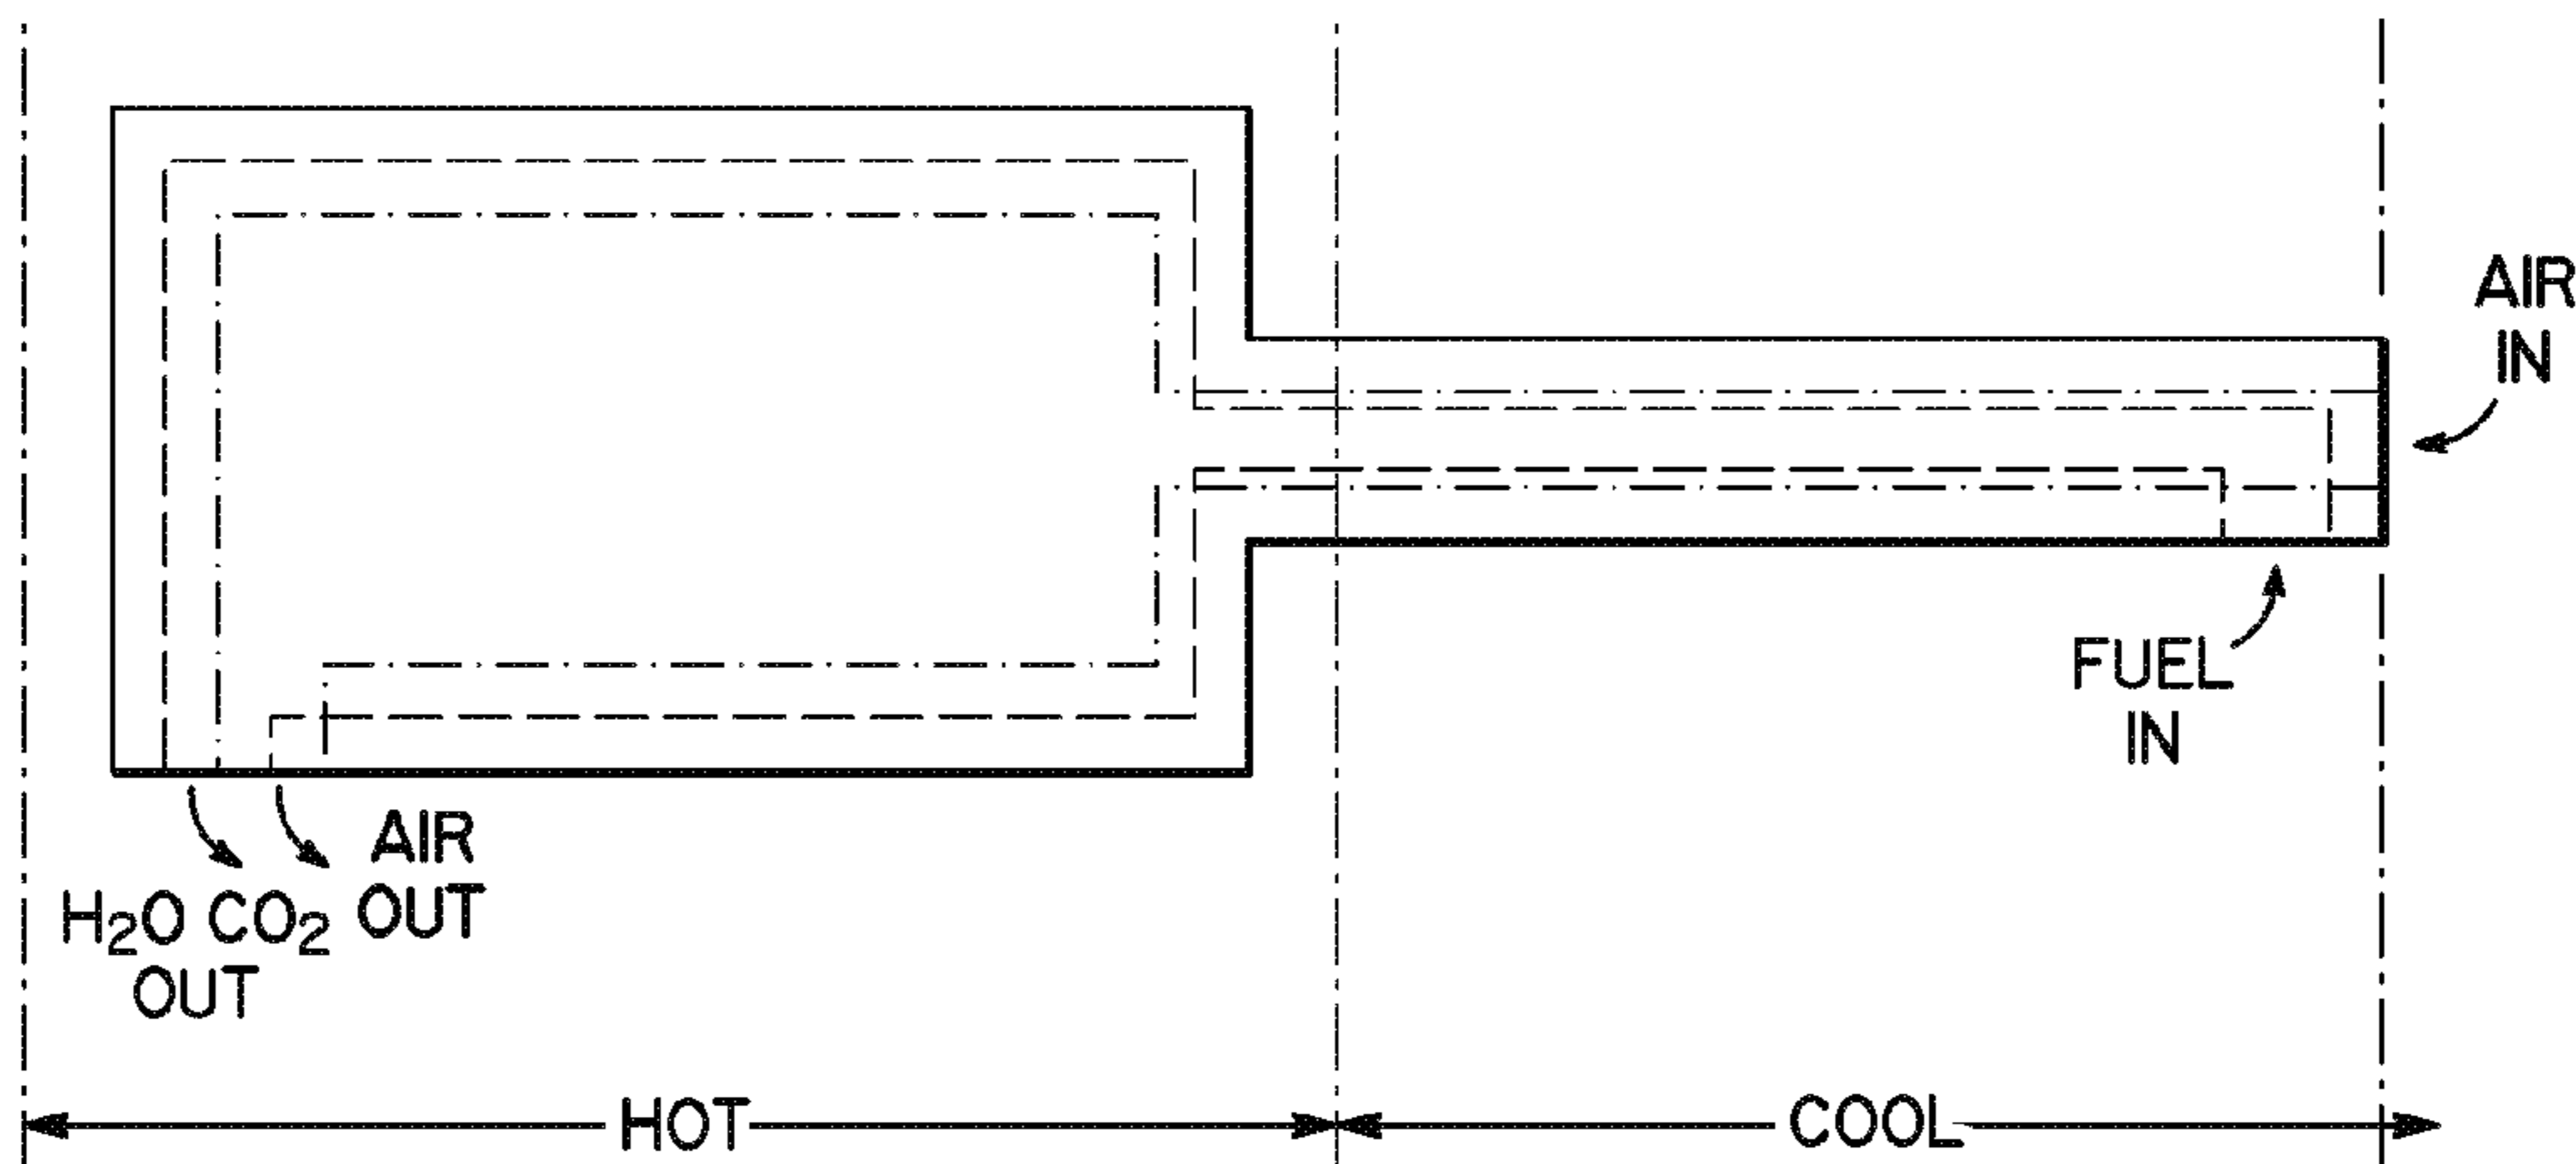 AIR
IN
FUEL
IN
AIR
OUT
H₂O CO₂
OUT
HOT
COOL